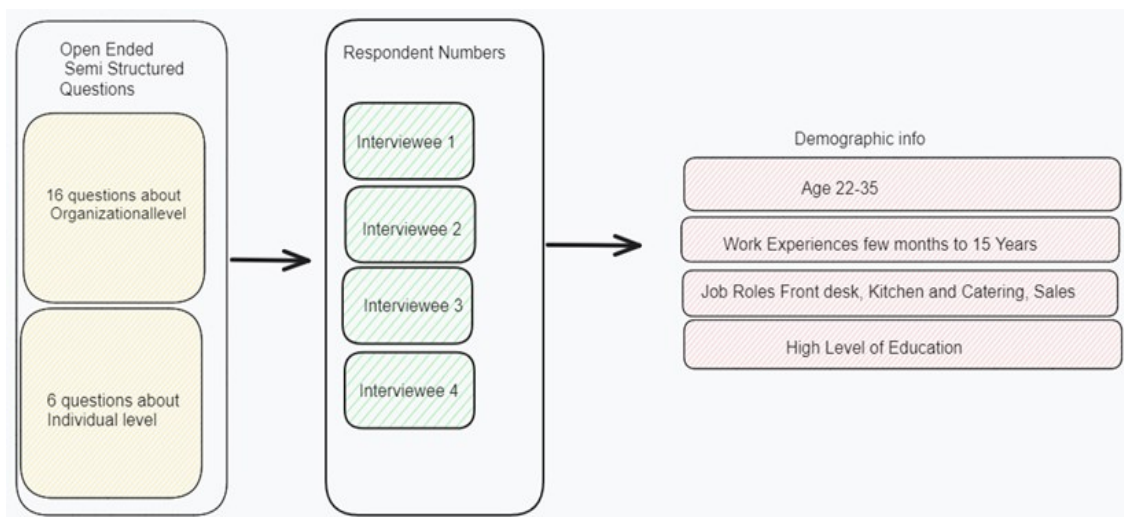 Open Ended
Semi Structured
Questions
16 questions about
Organizationallevel
6 questions about
Individual level
Respondent Numbers
Interviewee 1
Interviewee 2
Interviewee 3
Interviewee 4
Demographic info
Age 22-35
Work Experiences few months to 15 Years
Job Roles Front desk, Kitchen and Catering, Sales
High Level of Education